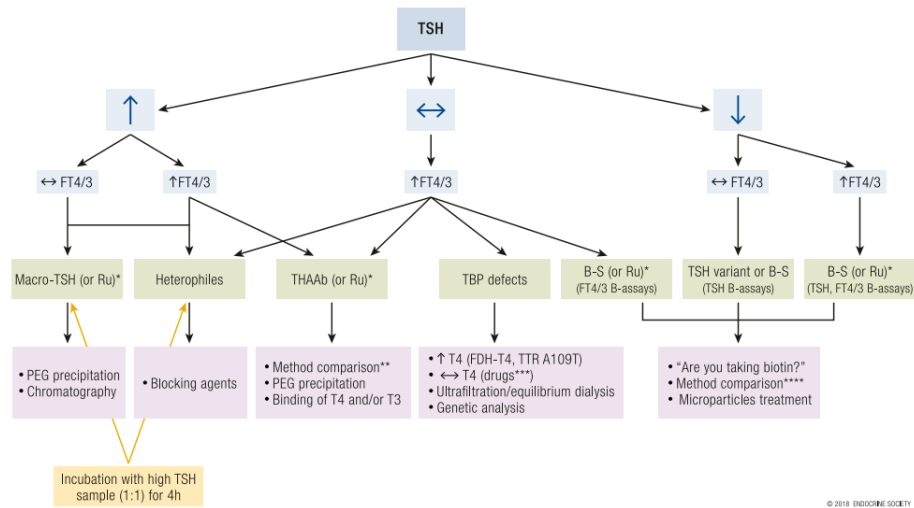 TSH
↑
↔
↓
↔ FT4/3
↑FT4/3
↑FT4/3
↔ FT4/3
↑FT4/3
Macro-TSH (or Ru)*
Heterophiles
THAAb (or Ru)*
TBP defects
B-S (or Ru)*
(FT4/3 B-assays)
TSH variant or B-S
(TSH B-assays)
B-S (or Ru)*
(TSH, FT4/3 B-assays)
• PEG precipitation
• Chromatography
• Blocking agents
• Method comparison**
• PEG precipitation
• Binding of T4 and/or T3
• ↑ T4 (FDH-T4, TTR A109T)
• ↔ T4 (drugs***)
• Ultrafiltration/equilibrium dialysis
• Genetic analysis
• “Are you taking biotin?”
• Method comparison****
• Microparticles treatment
Incubation with high TSH
sample (1:1) for 4h
© 2018 ENDOCRINE SOCIETY